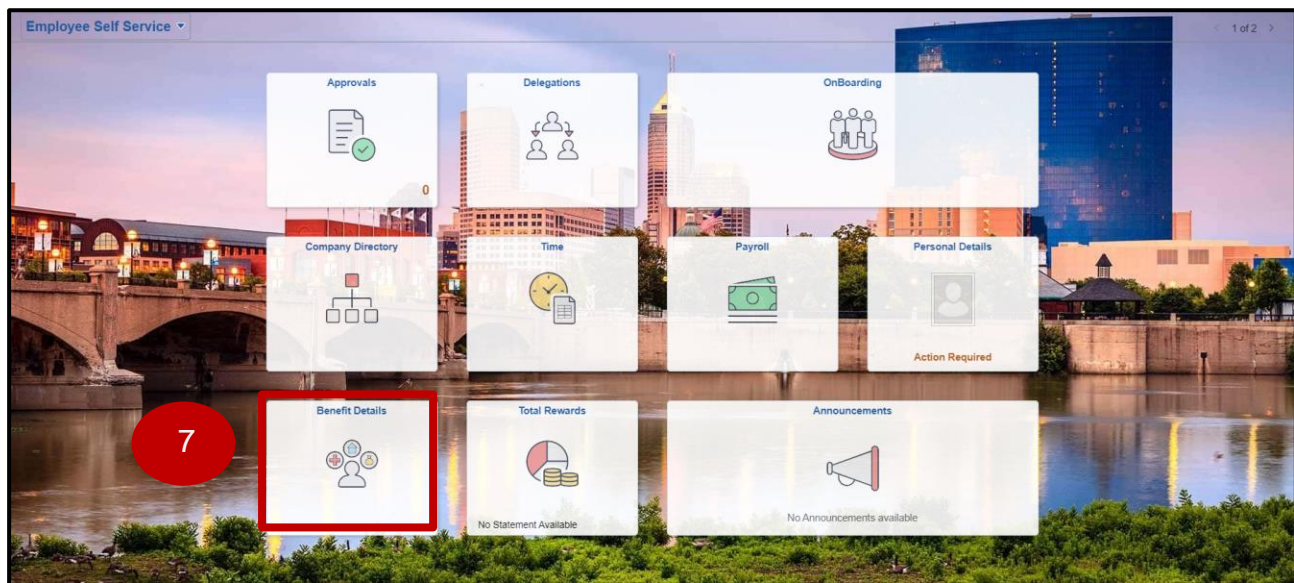 Employee Self Service
1 of 2
Approvals
Delegations
OnBoarding
0
Company Directory
Time
Payroll
Personal Details
Action Required
7
Benefit Details
Total Rewards
Announcements
No Statement Available
No Announcements available